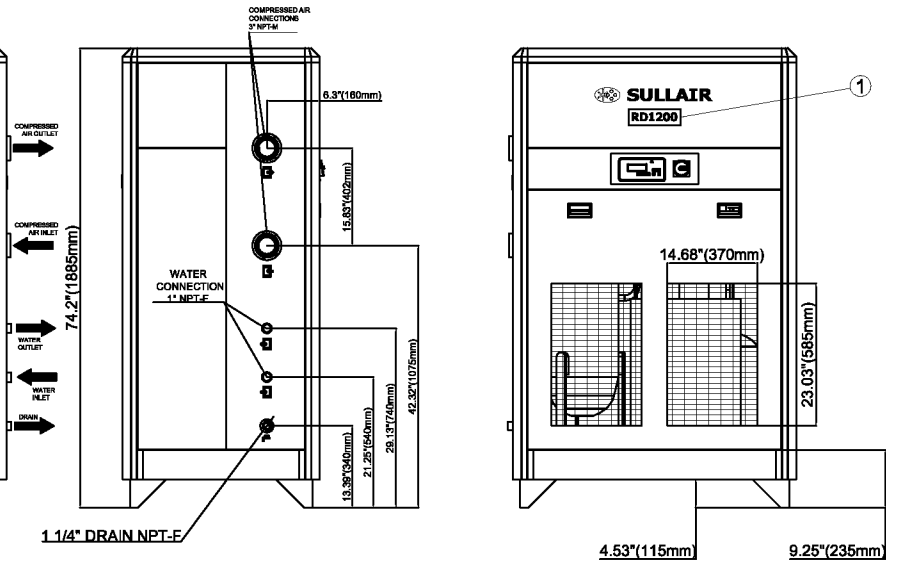 COMPRESSED AIR
CONNECTIONS
3" NPT-M
6.3"(160mm)
COMPRESSED
AIR OUTLET
15.83"(402mm)
COMPRESSED
AIR INLET
74.2"(1885mm)
WATER
CONNECTION
1" NPT-F
WATER
OUTLET
WATER
INLET
DRAIN
13.39"(340mm)
21.25"(540mm)
29.13"(740mm)
42.32"(1075mm)
1 1/4" DRAIN NPT-F
SULLAIR
RD1200
1
14.68"(370mm)
23.03"(585mm)
4.53"(115mm)
9.25"(235mm)